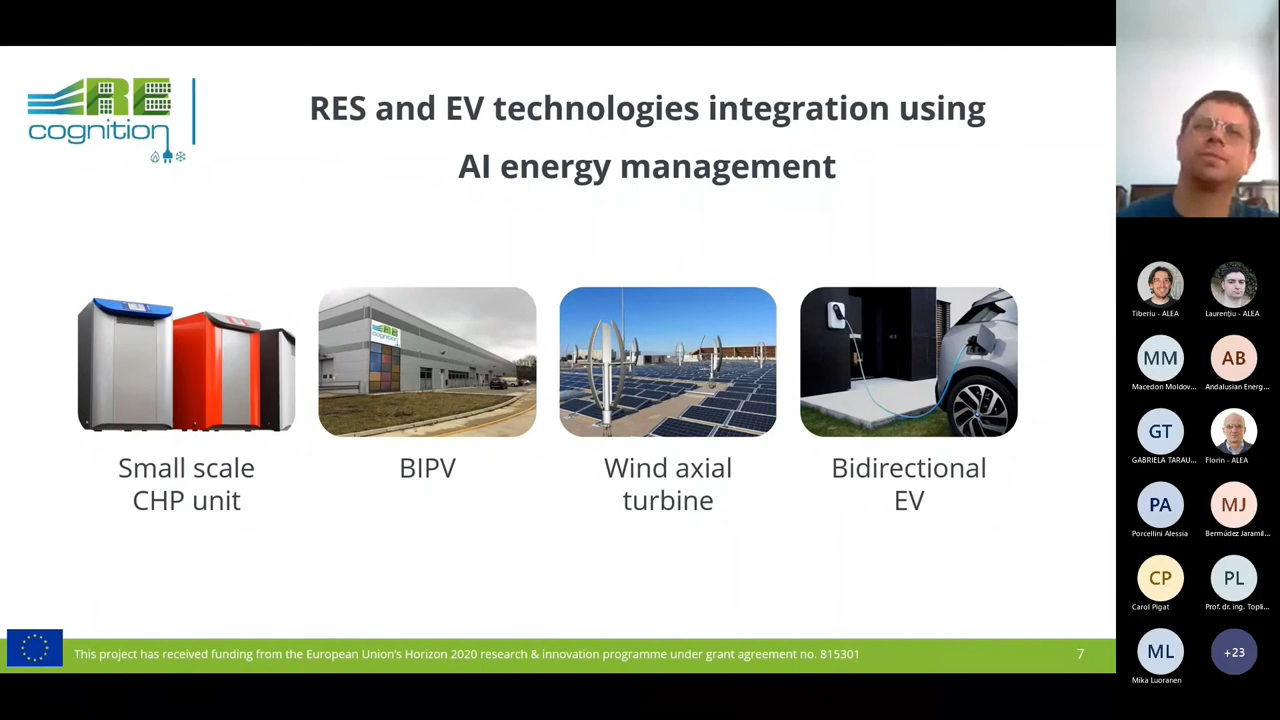 RE
cognition
RES and EV technologies integration using
AI energy management
RE
cognition
Small scale
CHP unit
BIPV
Wind axial
turbine
Bidirectional
EV
This project has received funding from the European Union's Horizon 2020 research & innovation programme under grant agreement no. 815301
7
Tiberiu - ALEA
Laurențiu - ALEA
MM
AB
Macedon Moldov...
Andalusian Energ...
GT
GABRIELA TARAU...
Florin - ALEA
PA
MJ
Porcellini Alessia
Bermúdez Jaramil...
CP
PL
Carol Pigat
Prof. dr. ing. Topli...
ML
+23
Mika Luoranen